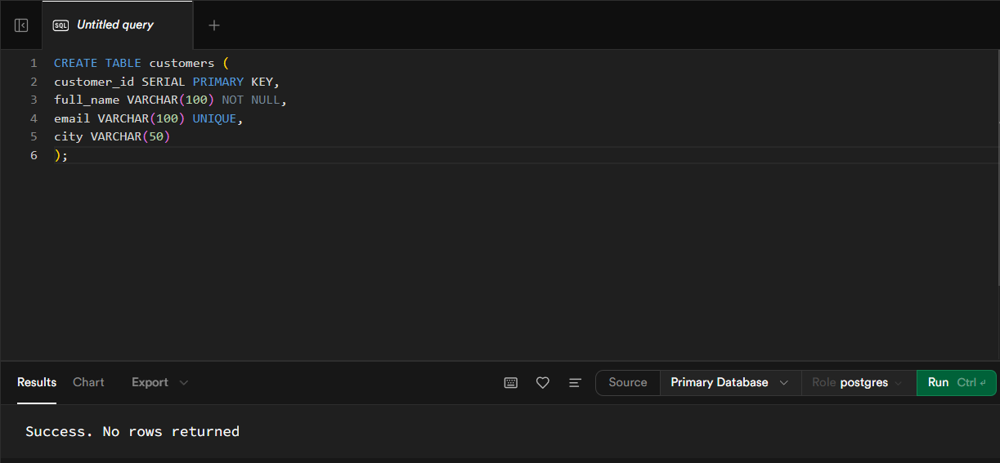 SQL Untitled query
1 CREATE TABLE customers (
2 customer_id SERIAL PRIMARY KEY,
3 full_name VARCHAR(100) NOT NULL,
4 email VARCHAR(100) UNIQUE,
5 city VARCHAR(50)
6 );
Results Chart Export Source Primary Database Role postgres Run Ctrl ↵
Success. No rows returned